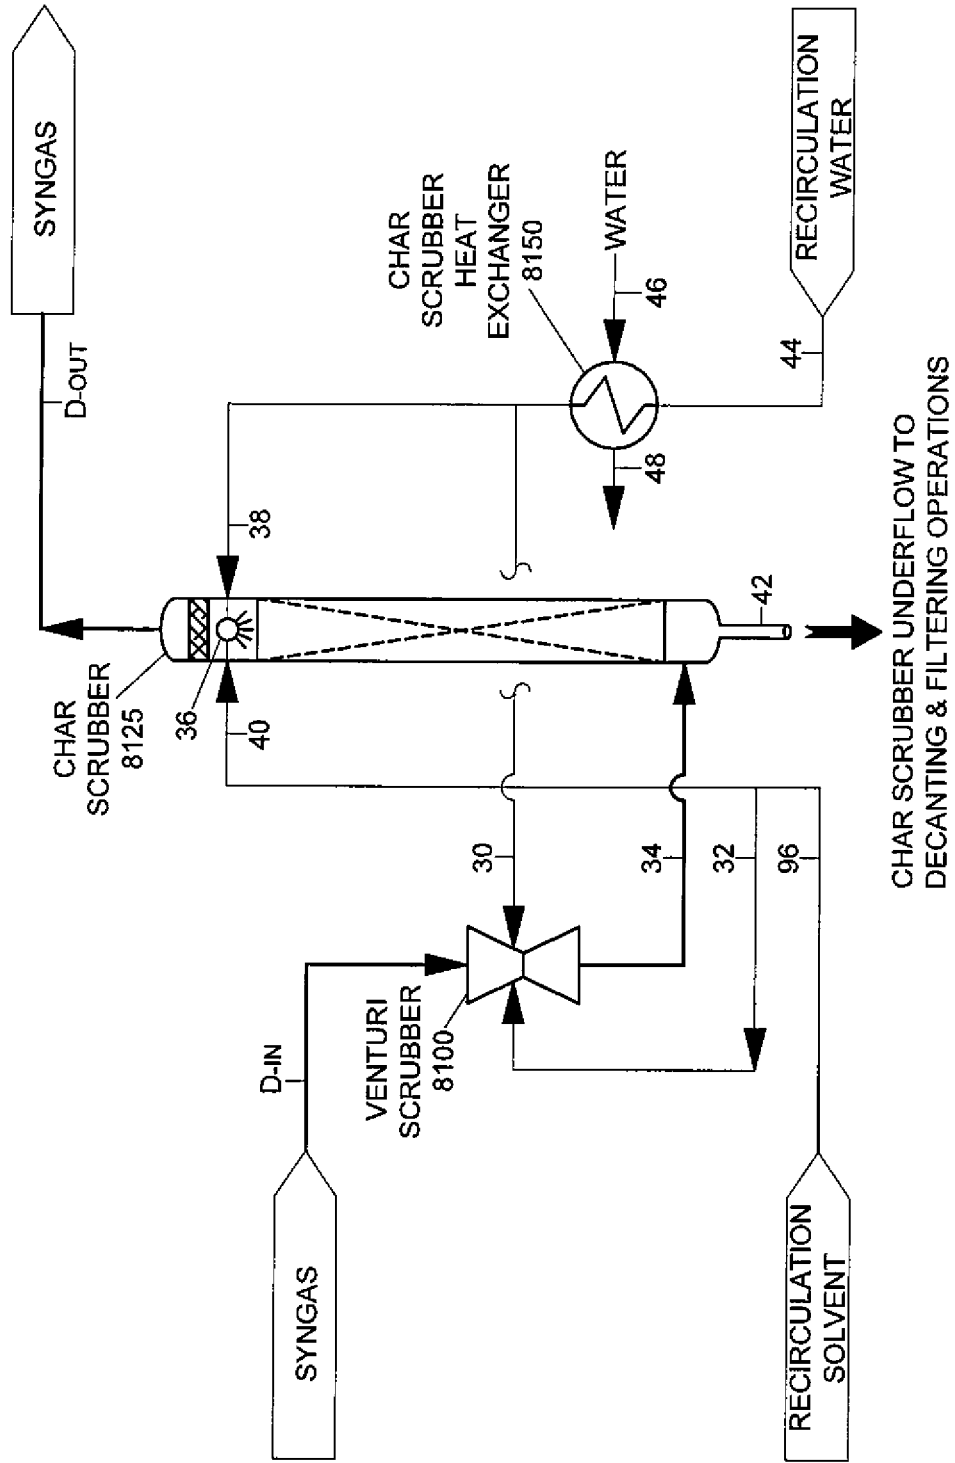 SYNGAS
D-IN
VENTURI
SCRUBBER
8100
RECIRCULATION
SOLVENT
CHAR
SCRUBBER
8125
36
40
30
34
32
96
38
42
CHAR SCRUBBER UNDERFLOW TO
DECANTING & FILTERING OPERATIONS
SYNGAS
D-OUT
CHAR
SCRUBBER
HEAT
EXCHANGER
8150
WATER
46
48
44
RECIRCULATION
WATER